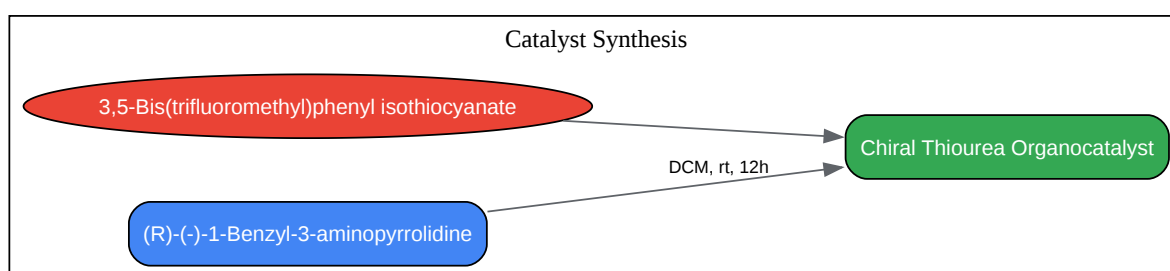 Catalyst Synthesis
3,5-Bis(trifluoromethyl)phenyl isothiocyanate
Chiral Thiourea Organocatalyst
DCM, rt, 12h
(R)-(-)-1-Benzyl-3-aminopyrrolidine